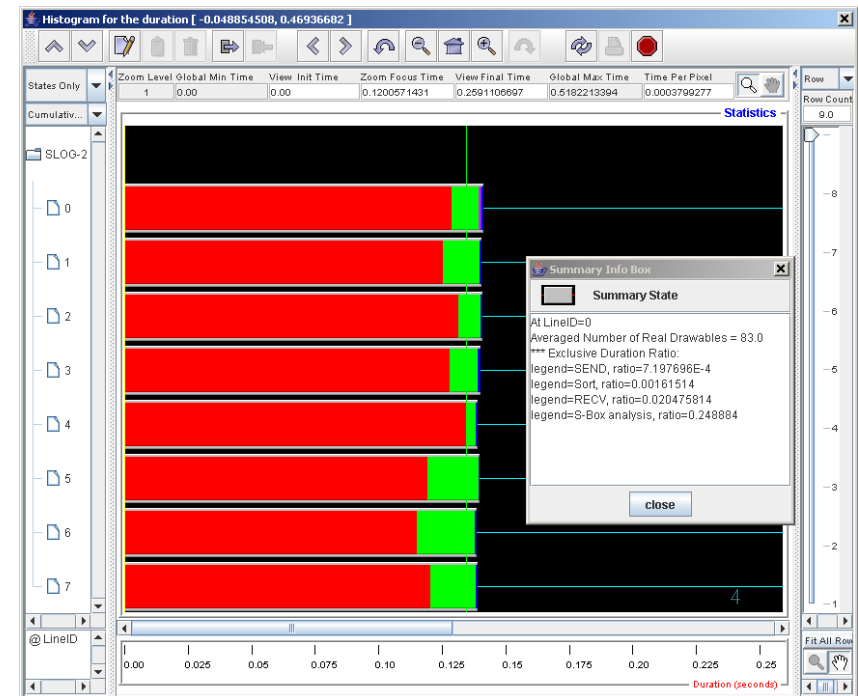 Histogram for the duration [ -0.048854508, 0.46936682 ]
States Only
Cumulativ...
Zoom Level Global Min Time View Init Time Zoom Focus Time View Final Time Global Max Time Time Per Pixel
1 0.00 0.00 0.1200571431 0.2591106697 0.5182213394 0.0003799277
Row
Row Count
9.0
Statistics
SLOG-2
0
1
2
3
4
5
6
7
Summary Info Box
Summary State
At LineID=0
Averaged Number of Real Drawables = 83.0
*** Exclusive Duration Ratio:
legend=SEND, ratio=7.197696E-4
legend=Sort, ratio=0.00161514
legend=RECV, ratio=0.020475814
legend=S-Box analysis, ratio=0.248884
close
4
8
7
6
5
4
3
2
1
@ LineID
0.00 0.025 0.05 0.075 0.10 0.125 0.15 0.175 0.20 0.225 0.25
Duration (seconds)
Fit All Row